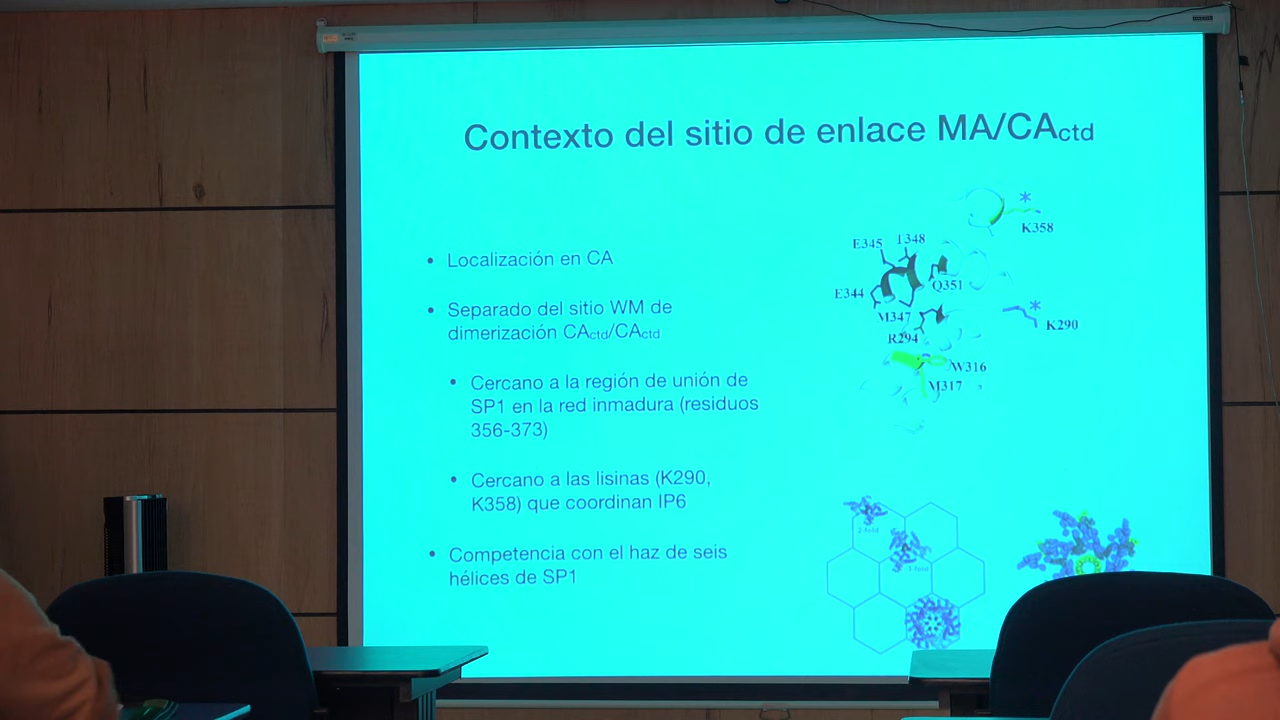 Contexto del sitio de enlace MA/CActd
• Localización en CA
• Separado del sitio WM de
dimerización CActd/CActd
• Cercano a la región de unión de
SP1 en la red inmadura (residuos
356-373)
• Cercano a las lisinas (K290,
K358) que coordinan IP6
• Competencia con el haz de seis
hélices de SP1
*
K358
E345 T348
Q351
E344
M347
*
K290
R294
W316
M317
2-fold